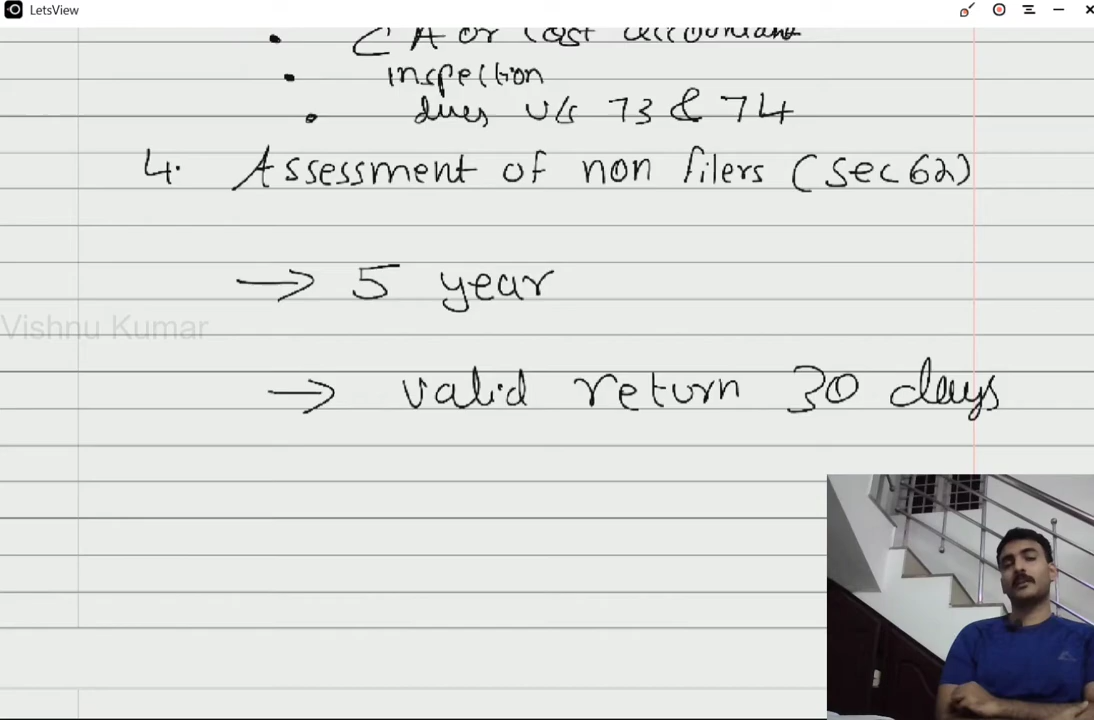 LetsView
CA or Cost accountant
inspection
dues u/s 73 & 74
4. Assessment of non filers (sec 62)
→ 5 year
Vishnu Kumar
→ valid return 30 days